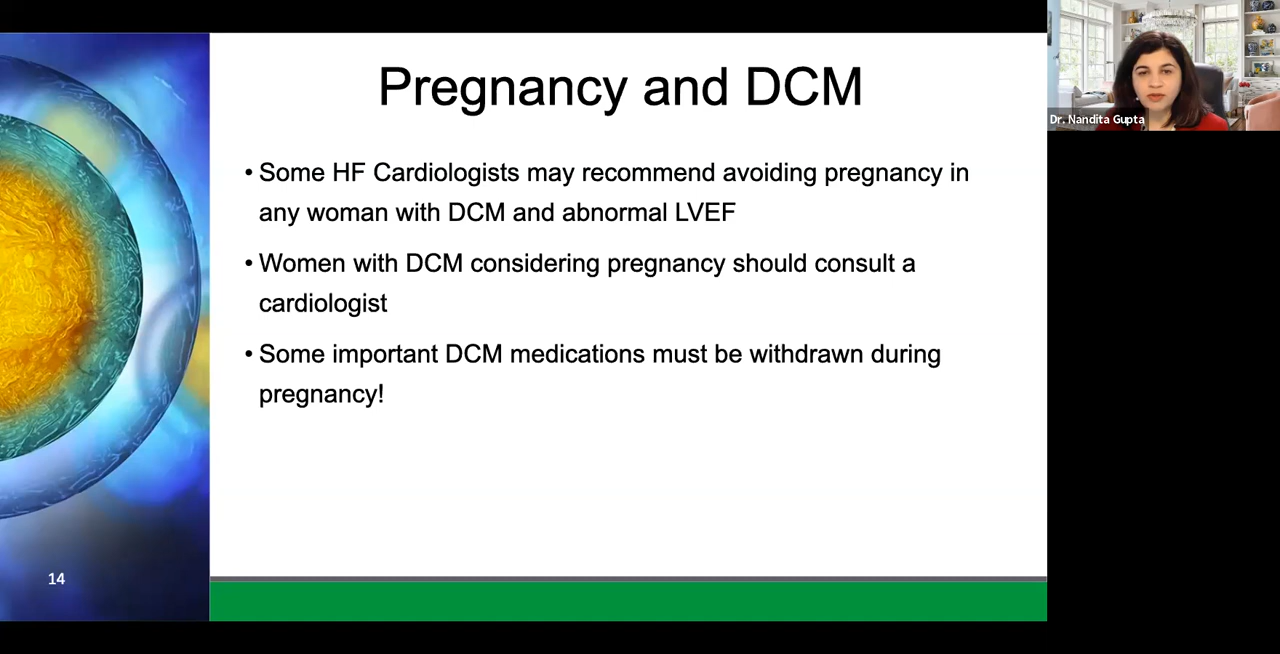 Pregnancy and DCM
• Some HF Cardiologists may recommend avoiding pregnancy in
any woman with DCM and abnormal LVEF
• Women with DCM considering pregnancy should consult a
cardiologist
• Some important DCM medications must be withdrawn during
pregnancy!
14
Dr. Nandita Gupta